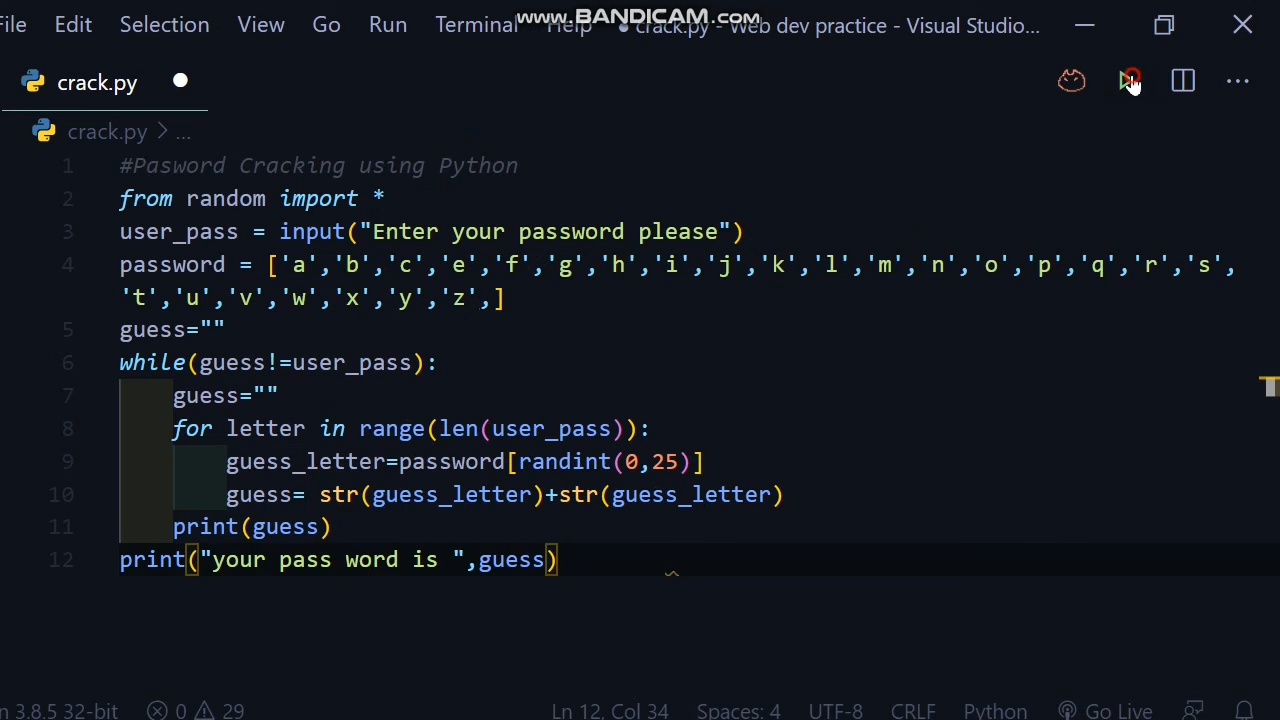 www.BANDICAM.com
File Edit Selection View Go Run Terminal Help crack.py - Web dev practice - Visual Studio...
crack.py
crack.py > ...
1 #Pasword Cracking using Python
2 from random import *
3 user_pass = input("Enter your password please")
4 password = ['a','b','c','e','f','g','h','i','j','k','l','m','n','o','p','q','r','s',
't','u','v','w','x','y','z',]
5 guess=""
6 while(guess!=user_pass):
7 guess=""
8 for letter in range(len(user_pass)):
9 guess_letter=password[randint(0,25)]
10 guess= str(guess_letter)+str(guess_letter)
11 print(guess)
12 print("your pass word is ",guess)
n 3.8.5 32-bit 0 29 Ln 12, Col 34 Spaces: 4 UTF-8 CRLF Python Go Live